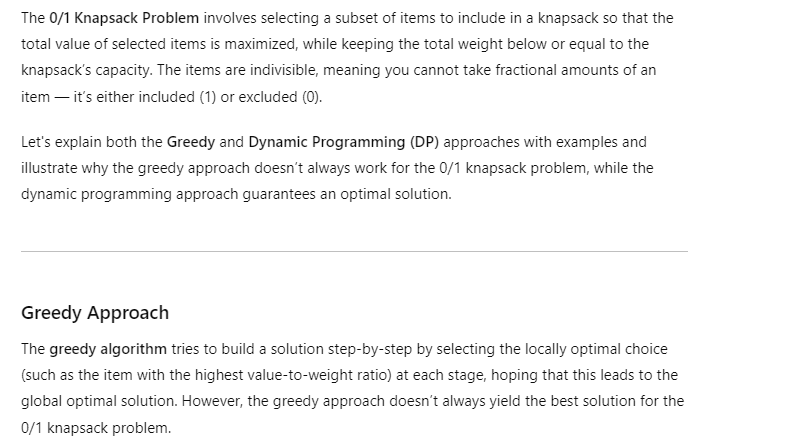 The 0/1 Knapsack Problem involves selecting a subset of items to include in a knapsack so that the
total value of selected items is maximized, while keeping the total weight below or equal to the
knapsack's capacity. The items are indivisible, meaning you cannot take fractional amounts of an
item — it's either included (1) or excluded (0).
Let's explain both the Greedy and Dynamic Programming (DP) approaches with examples and
illustrate why the greedy approach doesn't always work for the 0/1 knapsack problem, while the
dynamic programming approach guarantees an optimal solution.
Greedy Approach
The greedy algorithm tries to build a solution step-by-step by selecting the locally optimal choice
(such as the item with the highest value-to-weight ratio) at each stage, hoping that this leads to the
global optimal solution. However, the greedy approach doesn't always yield the best solution for the
0/1 knapsack problem.